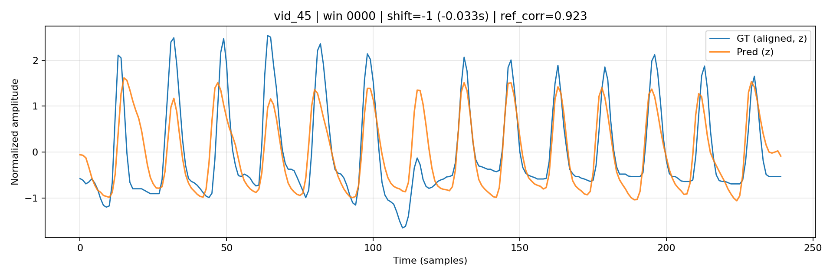 vid_45 | win 0000 | shift=-1 (-0.033s) | ref_corr=0.923
GT (aligned, z)
Pred (z)
Normalized amplitude
2
1
0
−1
0
50
100
150
200
250
Time (samples)